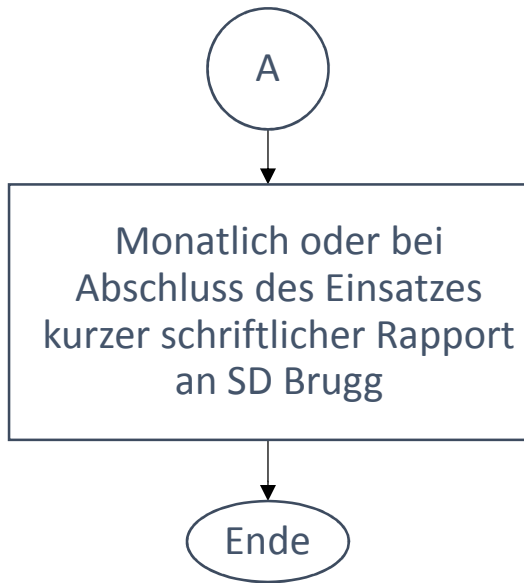 A
Monatlich oder bei
Abschluss des Einsatzes
kurzer schriftlicher Rapport
an SD Brugg
Ende